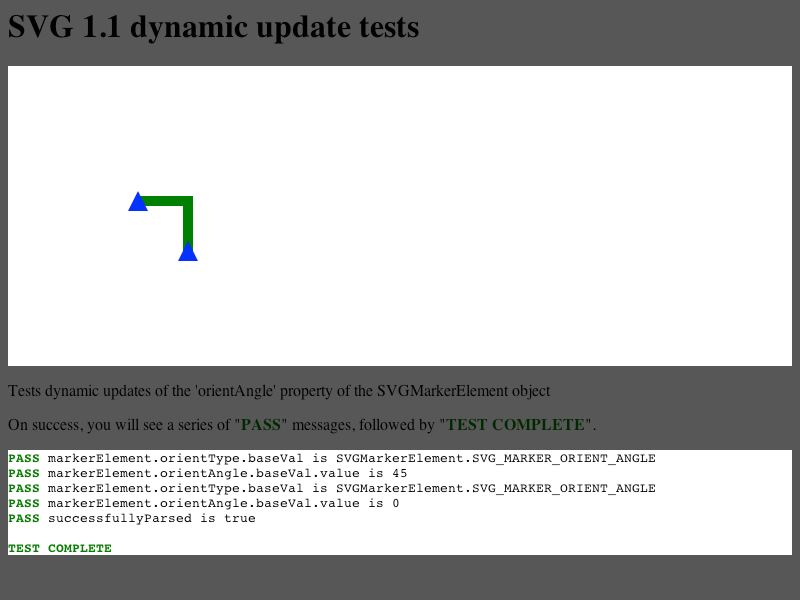 SVG 1.1 dynamic update tests
Tests dynamic updates of the 'orientAngle' property of the SVGMarkerElement object
On success, you will see a series of "PASS" messages, followed by "TEST COMPLETE".
PASS markerElement.orientType.baseVal is SVGMarkerElement.SVG_MARKER_ORIENT_ANGLE
PASS markerElement.orientAngle.baseVal.value is 45
PASS markerElement.orientType.baseVal is SVGMarkerElement.SVG_MARKER_ORIENT_ANGLE
PASS markerElement.orientAngle.baseVal.value is 0
PASS successfullyParsed is true
TEST COMPLETE